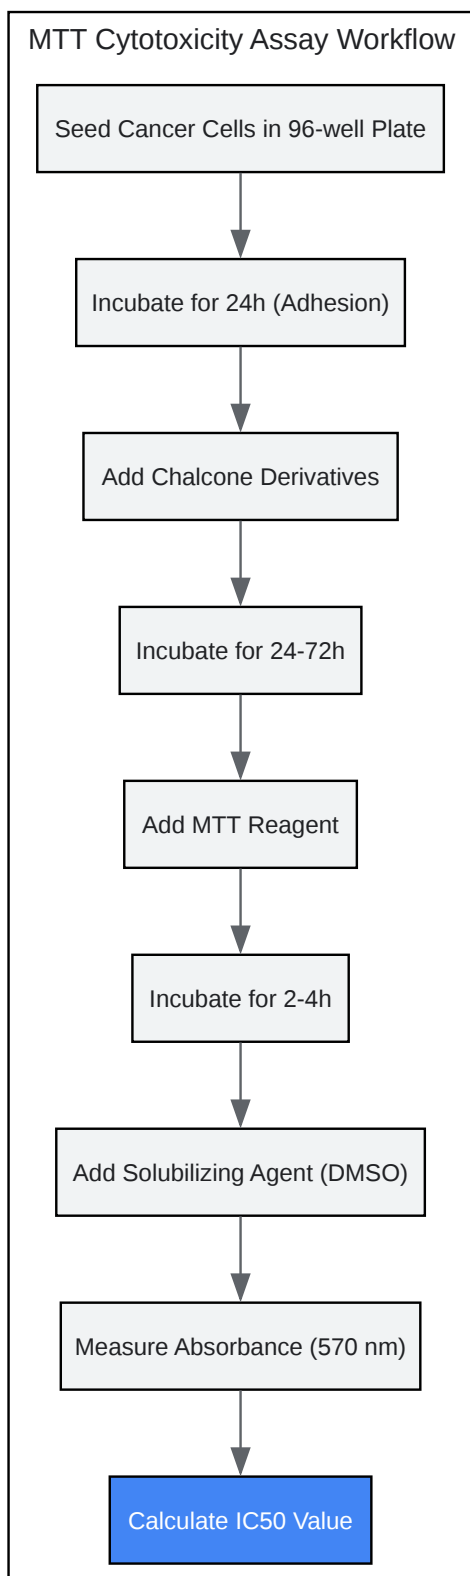 MTT Cytotoxicity Assay Workflow
Seed Cancer Cells in 96-well Plate
Incubate for 24h (Adhesion)
Add Chalcone Derivatives
Incubate for 24-72h
Add MTT Reagent
Incubate for 2-4h
Add Solubilizing Agent (DMSO)
Measure Absorbance (570 nm)
Calculate IC50 Value